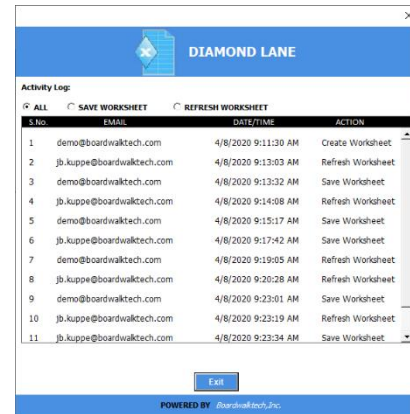 DIAMOND LANE
Activity Log:
ALL SAVE WORKSHEET REFRESH WORKSHEET
S.No. EMAIL DATE/TIME ACTION
1 demo@boardwalktech.com 4/8/2020 9:11:30 AM Create Worksheet
2 jb.kuppe@boardwalktech.com 4/8/2020 9:13:03 AM Refresh Worksheet
3 demo@boardwalktech.com 4/8/2020 9:13:32 AM Save Worksheet
4 jb.kuppe@boardwalktech.com 4/8/2020 9:14:08 AM Refresh Worksheet
5 demo@boardwalktech.com 4/8/2020 9:15:17 AM Save Worksheet
6 jb.kuppe@boardwalktech.com 4/8/2020 9:17:42 AM Save Worksheet
7 demo@boardwalktech.com 4/8/2020 9:19:05 AM Refresh Worksheet
8 jb.kuppe@boardwalktech.com 4/8/2020 9:20:28 AM Refresh Worksheet
9 demo@boardwalktech.com 4/8/2020 9:23:01 AM Save Worksheet
10 jb.kuppe@boardwalktech.com 4/8/2020 9:23:19 AM Refresh Worksheet
11 jb.kuppe@boardwalktech.com 4/8/2020 9:23:34 AM Save Worksheet
Exit
POWERED BY Boardwalktech,Inc.